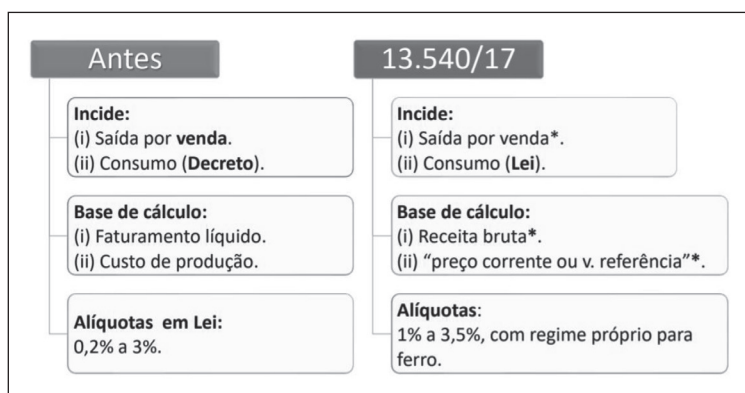 Antes
Incide:
(i) Saída por venda.
(ii) Consumo (Decreto).
Base de cálculo:
(i) Faturamento líquido.
(ii) Custo de produção.
Alíquotas em Lei:
0,2% a 3%.
13.540/17
Incide:
(i) Saída por venda*.
(ii) Consumo (Lei).
Base de cálculo:
(i) Receita bruta*.
(ii) “preço corrente ou v. referência”*.
Alíquotas:
1% a 3,5%, com regime próprio para
ferro.